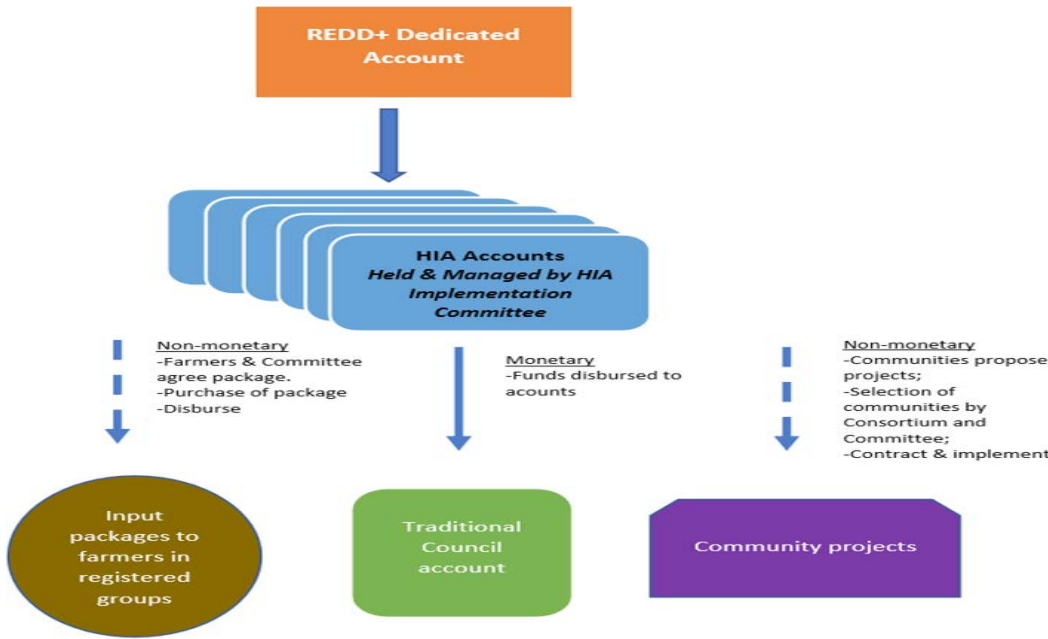 REDD+ Dedicated
Account
HIA Accounts
Held & Managed by HIA
Implementation
Committee
Non-monetary
-Farmers & Committee
agree package.
-Purchase of package
-Disburse
Monetary
-Funds disbursed to
acounts
Non-monetary
-Communities propose
projects;
-Selection of
communities by
Consortium and
Committee;
-Contract & implement
Input
packages to
farmers in
registered
groups
Traditional
Council
account
Community projects